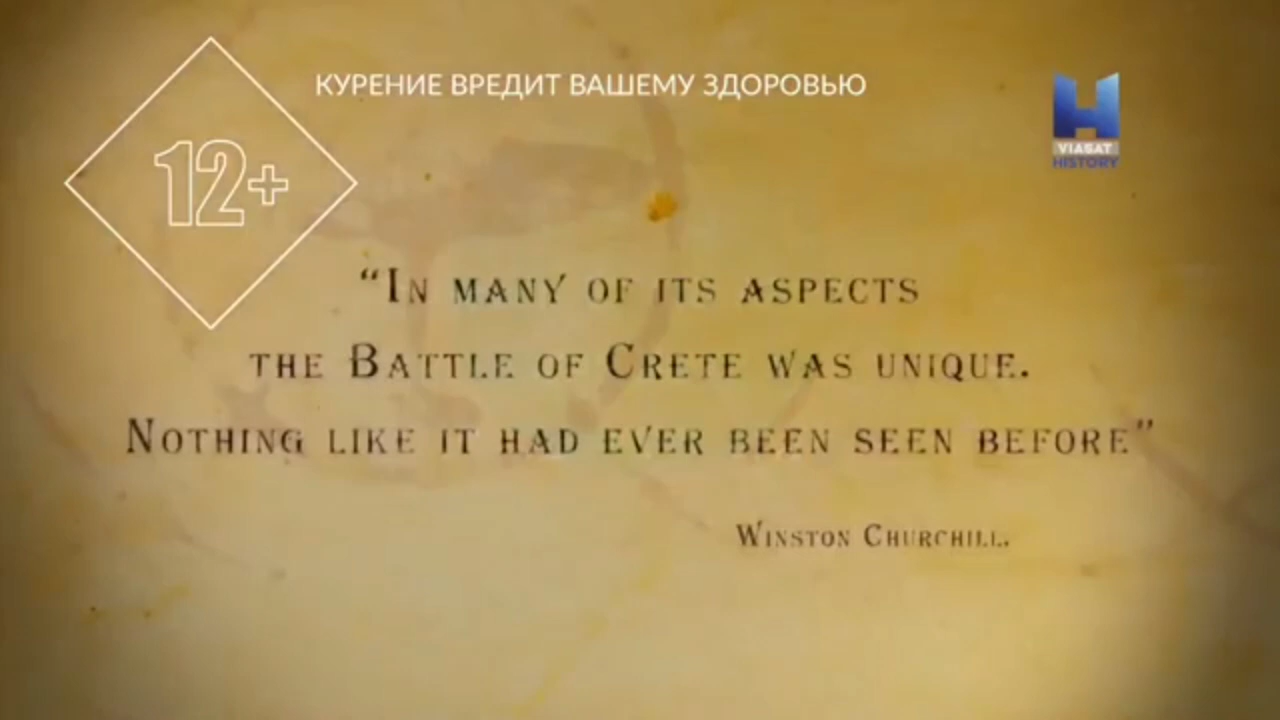 КУРЕНИЕ ВРЕДИТ ВАШЕМУ ЗДОРОВЬЮ
VIASAT
HISTORY
12+
“IN MANY OF ITS ASPECTS
THE BATTLE OF CRETE WAS UNIQUE.
NOTHING LIKE IT HAD EVER BEEN SEEN BEFORE”
WINSTON CHURCHILL.